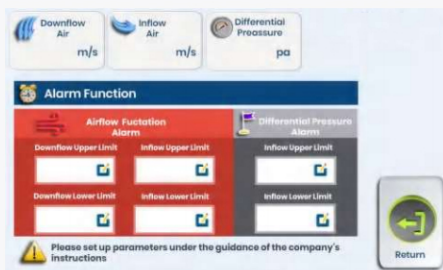 Downflow Air
m/s
Inflow Air
m/s
Differential Preassure
pa
Alarm Function
Airflow Fuctation Alarm
Downflow Upper Limit
Inflow Upper Limit
Downflow Lower Limit
Inflow Lower Limit
Differential Pressure Alarm
Inflow Upper Limit
Inflow Lower Limit
Please set up parameters under the guidance of the company's
instructions
Return